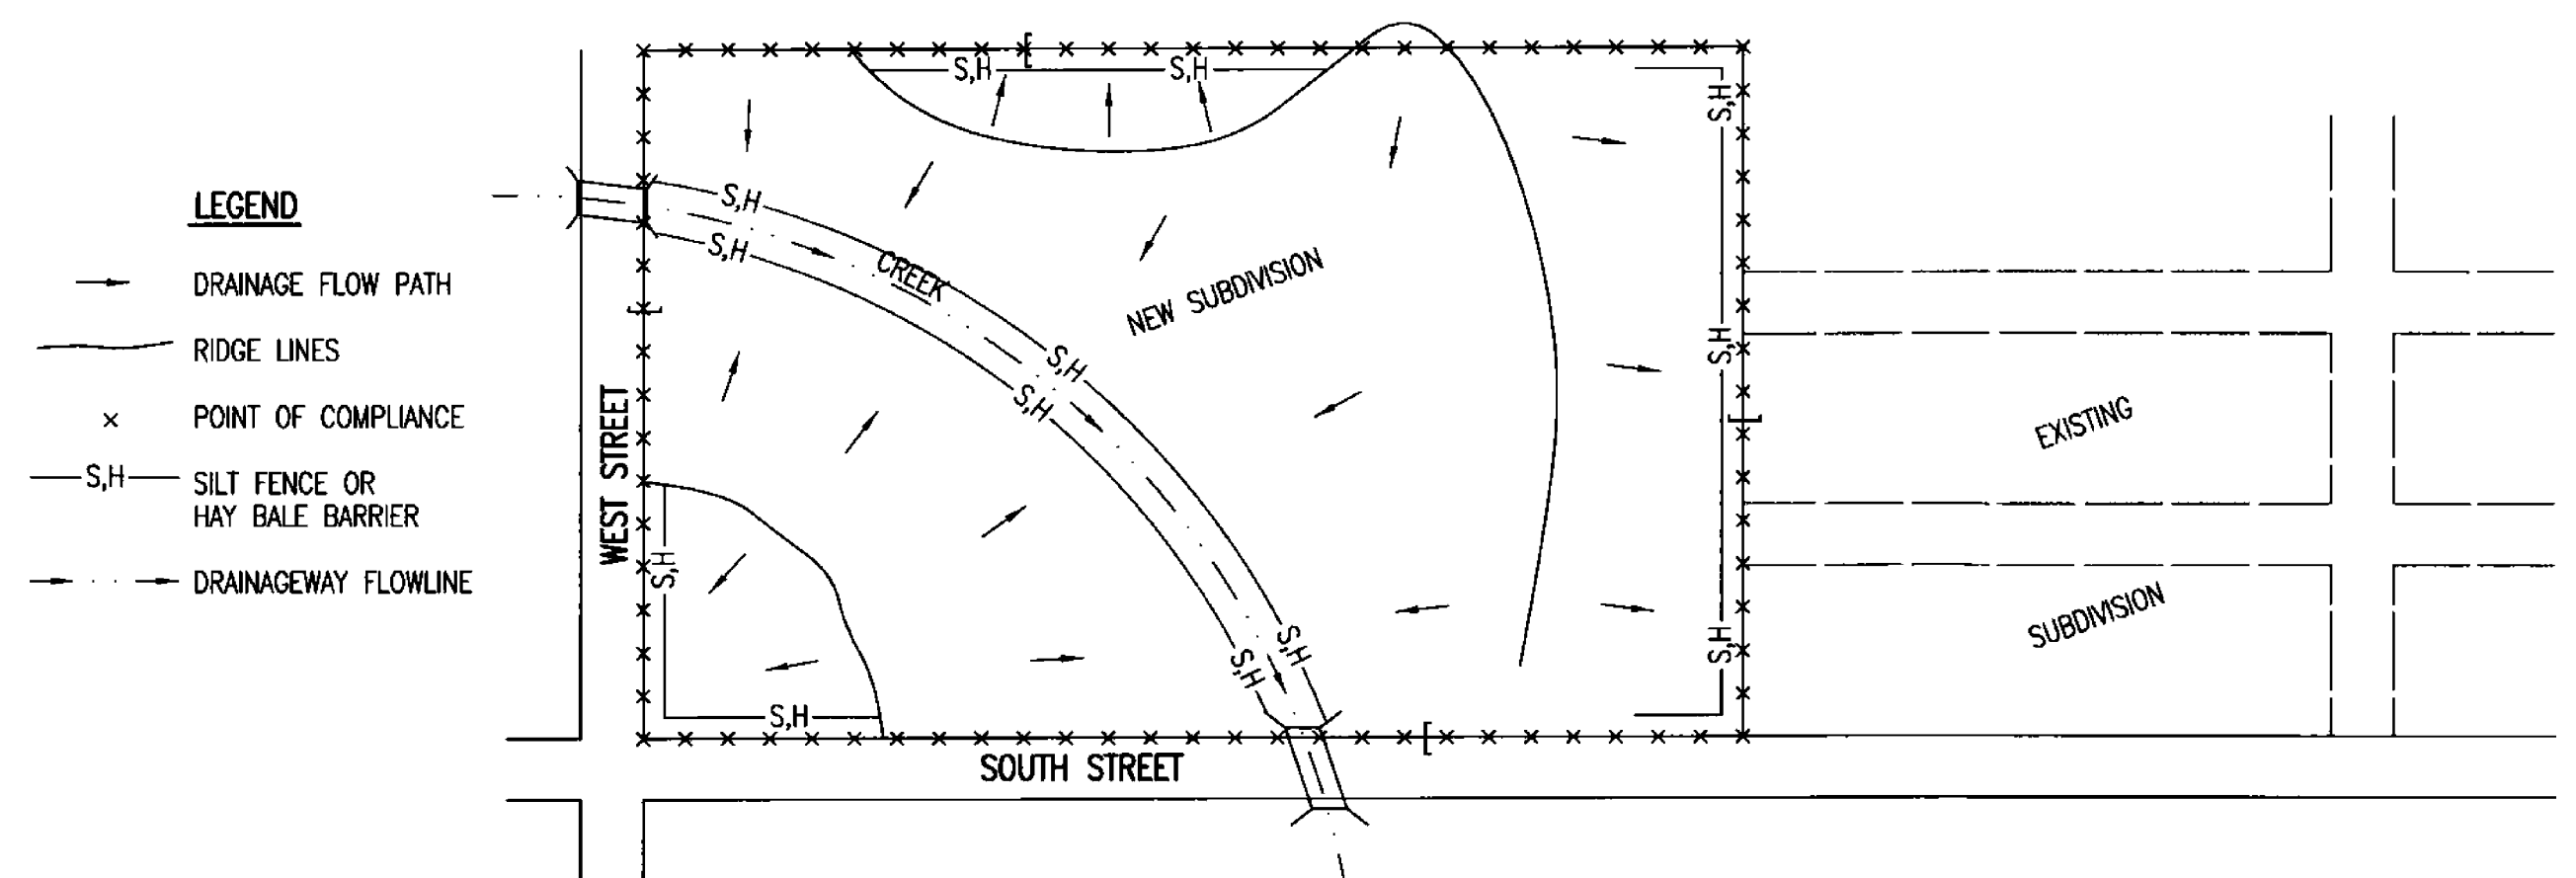 LEGEND
DRAINAGE FLOW PATH
RIDGE LINES
x POINT OF COMPLIANCE
S,H SILT FENCE OR
HAY BALE BARRIER
DRAINAGEWAY FLOWLINE
S,H
S,H
S,H
S,H
S,H
CREEK
NEW SUBDIVISION
S,H
S,H
S,H
WEST STREET
EXISTING
S,H
SUBDIVISION
S,H
S,H
S,H
S,H
SOUTH STREET